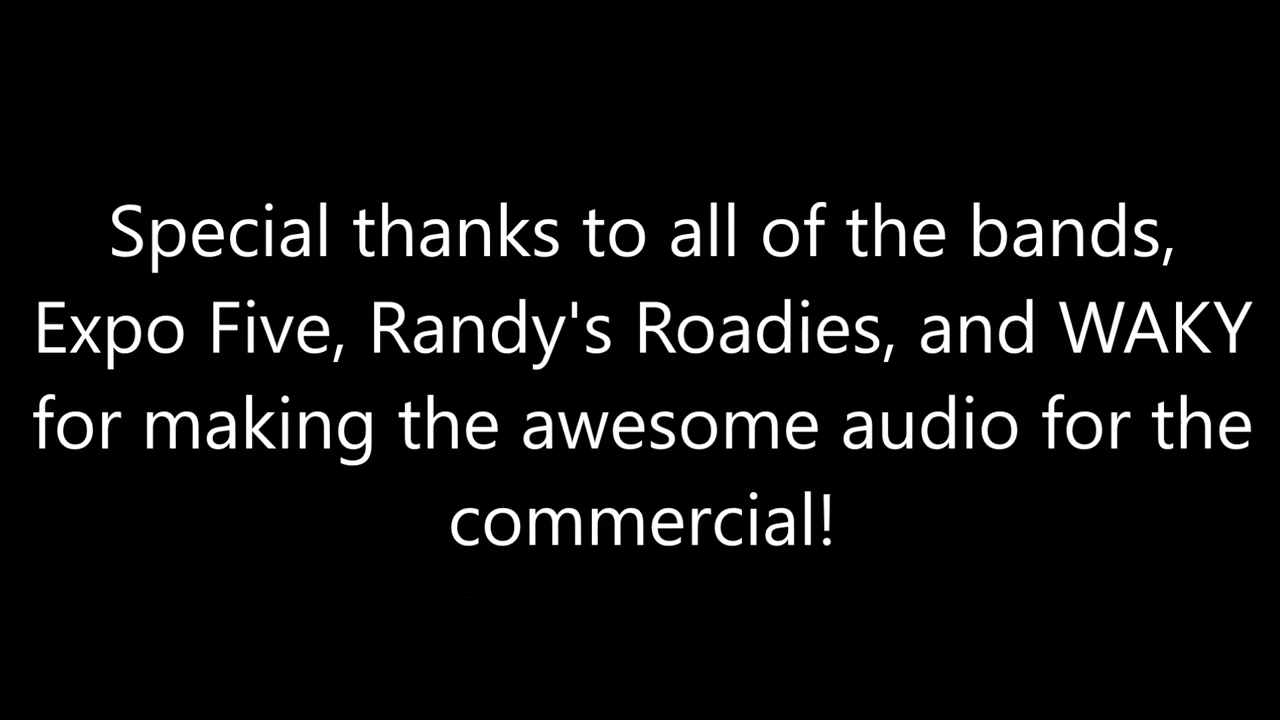 Special thanks to all of the bands,
Expo Five, Randy's Roadies, and WAKY
for making the awesome audio for the
commercial!